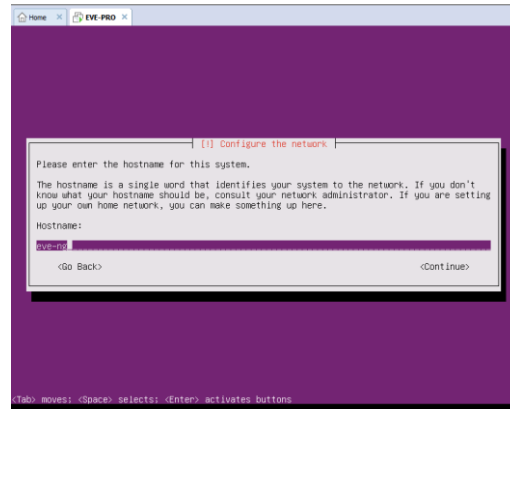 Home × EVE-PRO ×
[!] Configure the network
Please enter the hostname for this system.
The hostname is a single word that identifies your system to the network. If you don't
know what your hostname should be, consult your network administrator. If you are setting
up your own home network, you can make something up here.
Hostname:
eve-ng
<Go Back> <Continue>
<Tab> moves; <Space> selects; <Enter> activates buttons